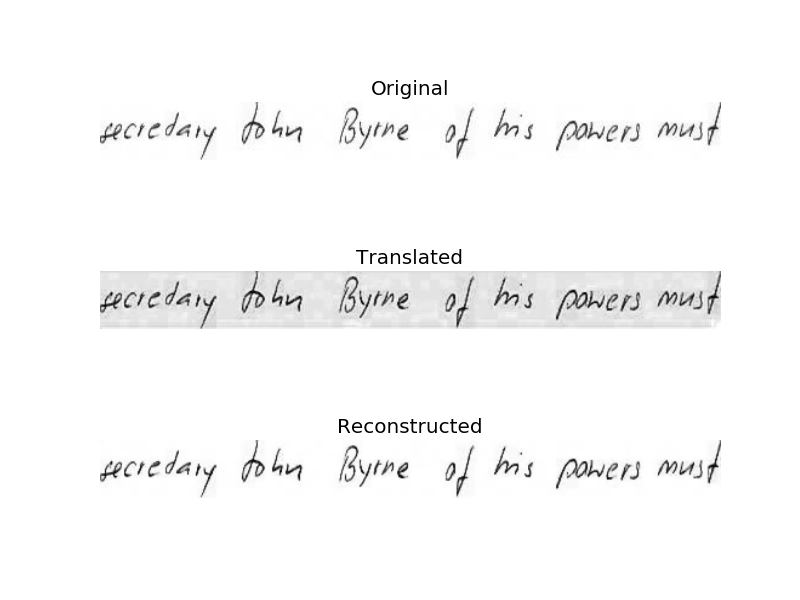 Original
secredary John Byrne of his powers must
Translated
secredary John Byrne of his powers must
Reconstructed
secredary John Byrne of his powers must